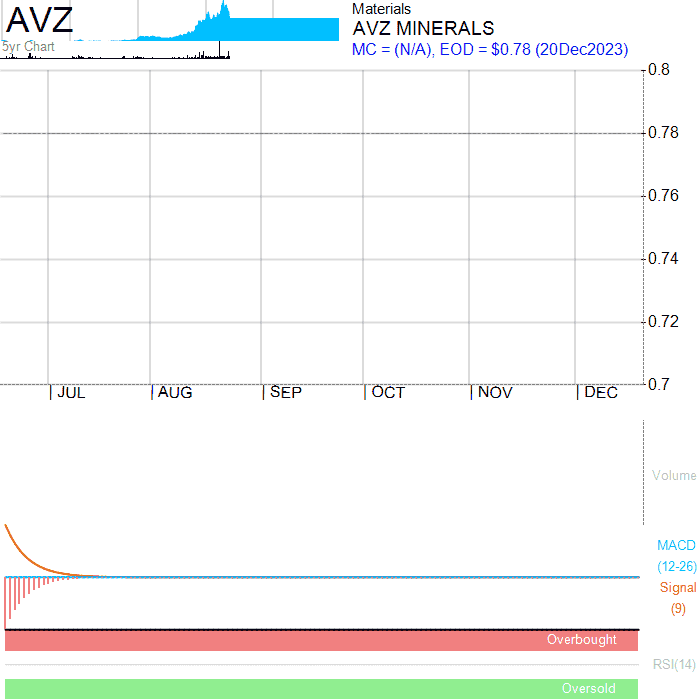 AVZ
5yr Chart
Materials
AVZ MINERALS
MC = (N/A), EOD = $0.78 (20Dec2023)
0.8
0.78
0.76
0.74
0.72
0.7
JUL
AUG
SEP
OCT
NOV
DEC
Volume
MACD
(12-26)
Signal
(9)
Overbought
RSI(14)
Oversold